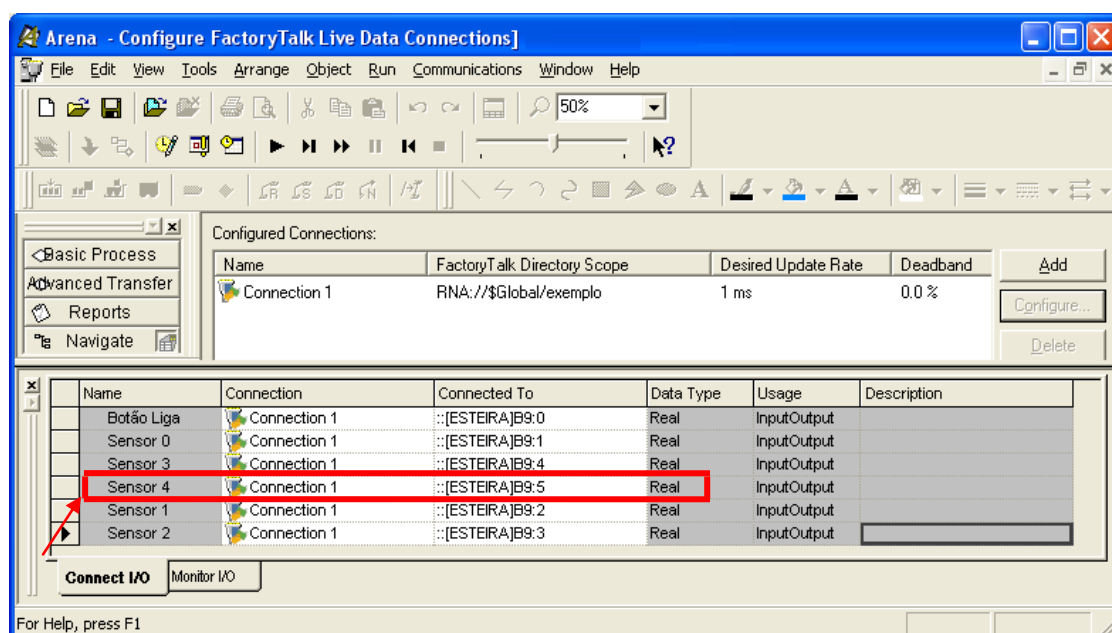 Arena - Configure FactoryTalk Live Data Connections]
File Edit View Tools Arrange Object Run Communications Window Help
50%
Basic Process
Advanced Transfer
Reports
Navigate
Configured Connections:
Name FactoryTalk Directory Scope Desired Update Rate Deadband
Connection 1 RNA://$Global/exemplo 1 ms 0.0 %
Add
Configure...
Delete
Name Connection Connected To Data Type Usage Description
Botão Liga Connection 1 ::[ESTEIRA]B9:0 Real InputOutput
Sensor 0 Connection 1 ::[ESTEIRA]B9:1 Real InputOutput
Sensor 3 Connection 1 ::[ESTEIRA]B9:4 Real InputOutput
Sensor 4 Connection 1 ::[ESTEIRA]B9:5 Real InputOutput
Sensor 1 Connection 1 ::[ESTEIRA]B9:2 Real InputOutput
Sensor 2 Connection 1 ::[ESTEIRA]B9:3 Real InputOutput
Connect I/O Monitor I/O
For Help, press F1